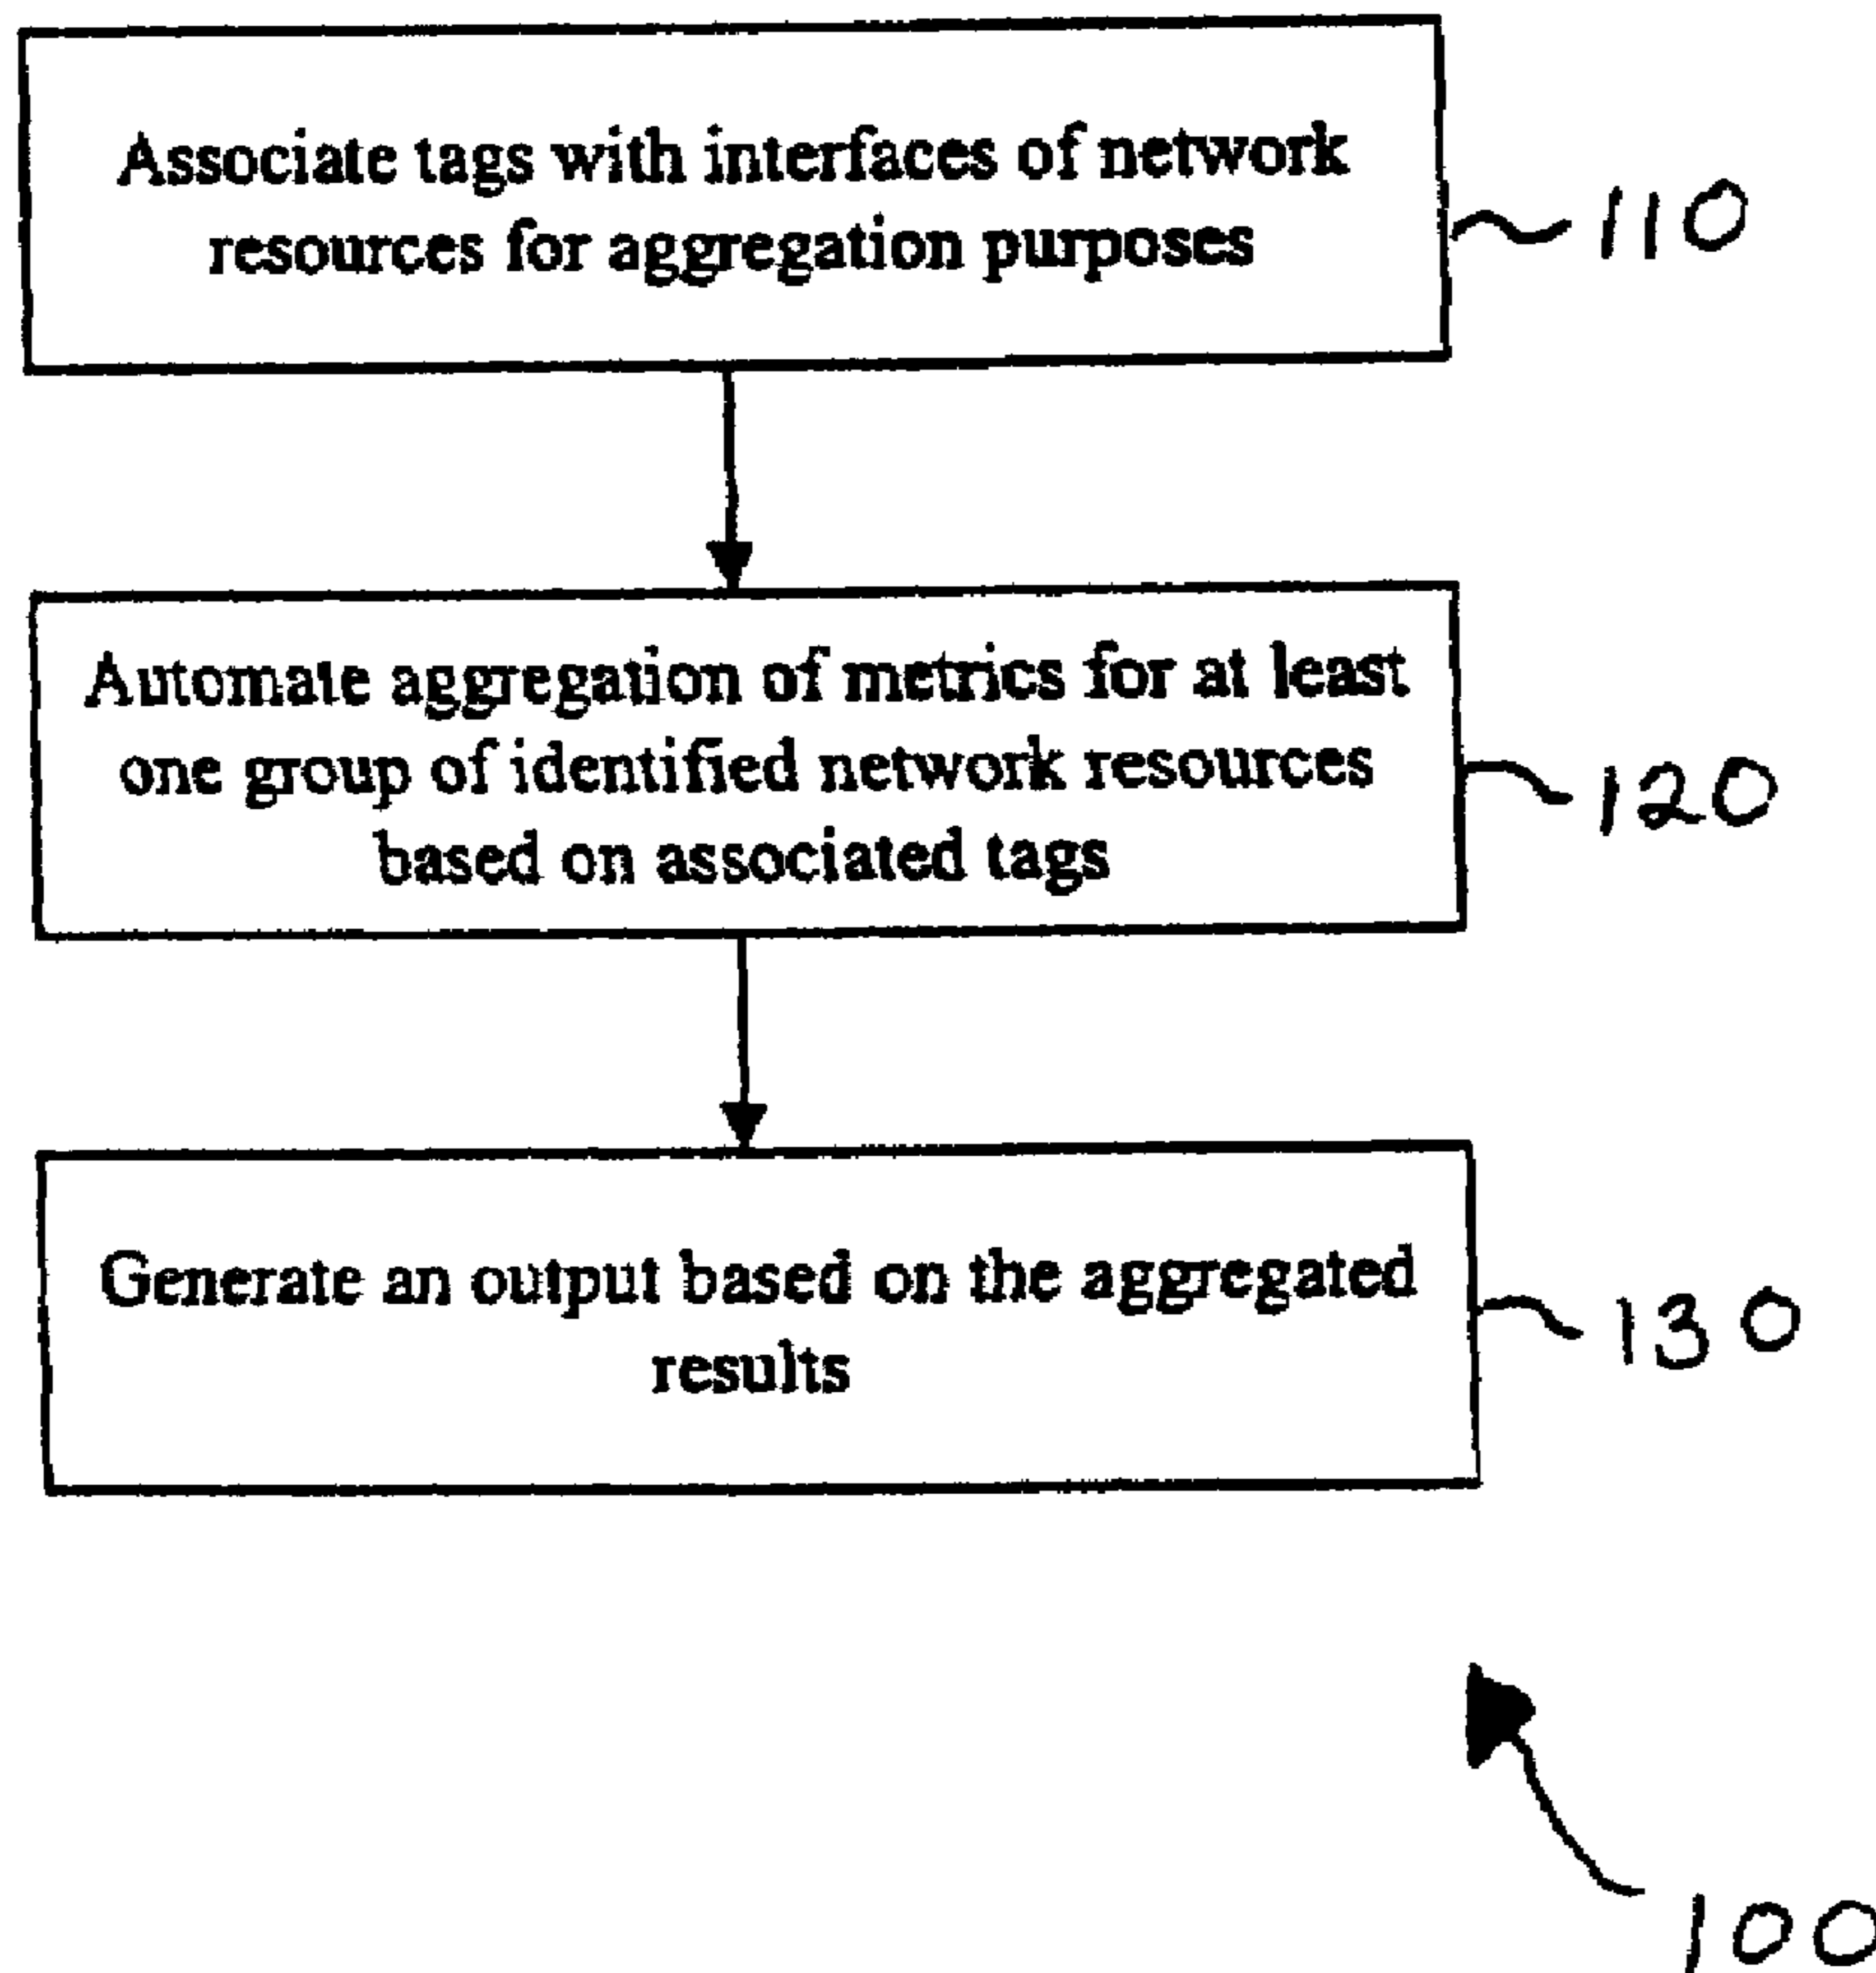 Associate tags with interfaces of network
resources for aggregation purposes
110
Automate aggregation of metrics for at least
one group of identified network resources
based on associated tags
120
Generate an output based on the aggregated
results
130
100